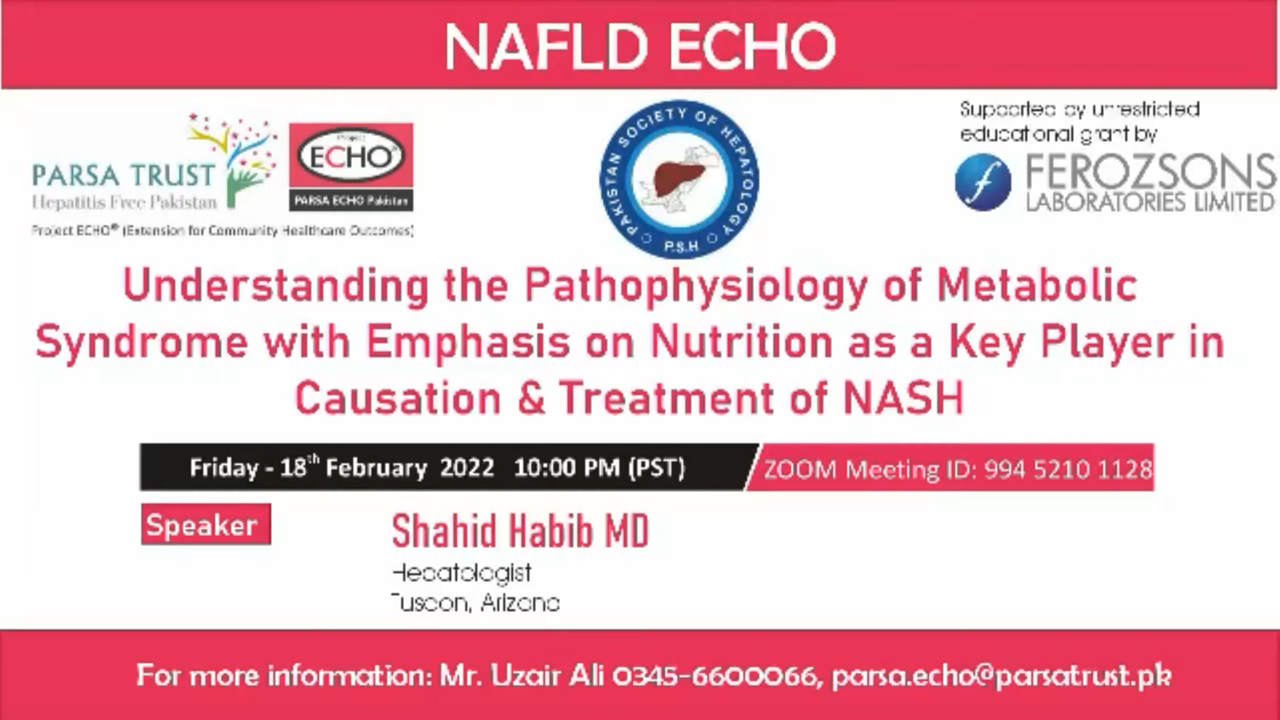 NAFLD ECHO
PARSA TRUST
Hepatitis Free Pakistan
Project
ECHO®
PARSA ECHO Pakistan
Project ECHO® (Extension for Community Healthcare Outcomes)
PAKISTAN SOCIETY OF HEPATOLOGY
P.S.H
Supported by unrestricted
educational grant by
f
FEROZSONS
LABORATORIES LIMITED
Understanding the Pathophysiology of Metabolic
Syndrome with Emphasis on Nutrition as a Key Player in
Causation & Treatment of NASH
Friday - 18th February 2022 10:00 PM (PST)
ZOOM Meeting ID: 994 5210 1128
Speaker
Shahid Habib MD
Hepatologist
Tuscon, Arizona
For more information: Mr. Uzair Ali 0345-6600066, parsa.echo@parsatrust.pk